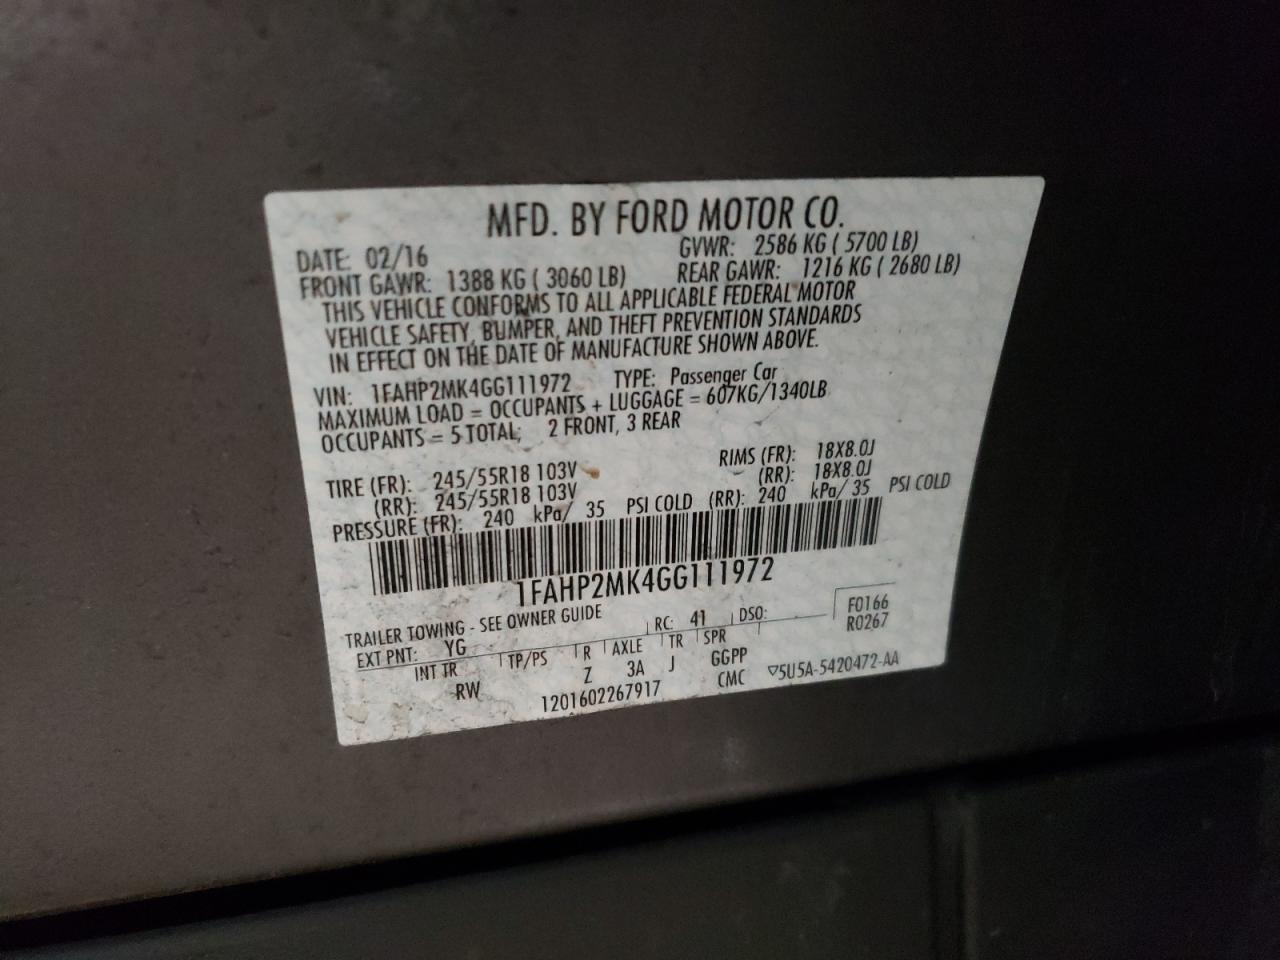 MFD. BY FORD MOTOR CO.
DATE: 02/16 GVWR: 2586 KG ( 5700 LB)
FRONT GAWR: 1388 KG ( 3060 LB) REAR GAWR: 1216 KG ( 2680 LB)
THIS VEHICLE CONFORMS TO ALL APPLICABLE FEDERAL MOTOR
VEHICLE SAFETY, BUMPER, AND THEFT PREVENTION STANDARDS
IN EFFECT ON THE DATE OF MANUFACTURE SHOWN ABOVE.
VIN: 1FAHP2MK4GG111972 TYPE: Passenger Car
MAXIMUM LOAD = OCCUPANTS + LUGGAGE = 607KG/1340LB
OCCUPANTS = 5 TOTAL; 2 FRONT, 3 REAR
TIRE (FR): 245/55R18 103V RIMS (FR): 18X8.0J
(RR): 245/55R18 103V (RR): 18X8.0J
PRESSURE (FR): 240 kPa/ 35 PSI COLD (RR): 240 kPa/ 35 PSI COLD
1FAHP2MK4GG111972
TRAILER TOWING - SEE OWNER GUIDE
EXT PNT: YG RC: 41 DSO: F0166
R0267
INT TR TP/PS R AXLE TR SPR
RW Z 3A J GGPP
1201602267917 CMC ▽5U5A-5420472-AA